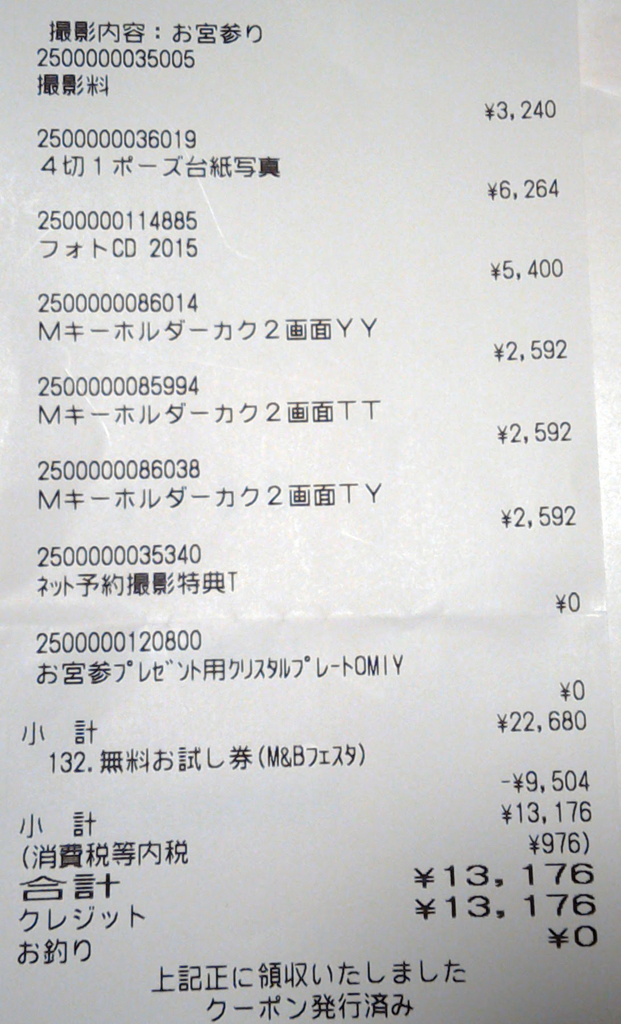 撮影内容：お宮参り
2500000035005
撮影料
¥3,240
2500000036019
４切１ポーズ台紙写真
¥6,264
2500000114885
フォトCD 2015
¥5,400
2500000086014
Ｍキーホルダーカク２画面ＹＹ
¥2,592
2500000085994
Ｍキーホルダーカク２画面ＴＴ
¥2,592
2500000086038
Ｍキーホルダーカク２画面ＴＹ
¥2,592
2500000035340
ﾈｯﾄ予約撮影特典T
¥0
2500000120800
お宮参ﾌﾟﾚｾﾞﾝﾄ用ｸﾘｽﾀﾙﾌﾟﾚｰﾄOMIY
¥0
小　計 ¥22,680
132.無料お試し券(M&Bﾌｪｽﾀ)
-¥9,504
小　計 ¥13,176
(消費税等内税 ¥976)
合計 ¥13,176
クレジット ¥13,176
お釣り ¥0
上記正に領収いたしました
クーポン発行済み